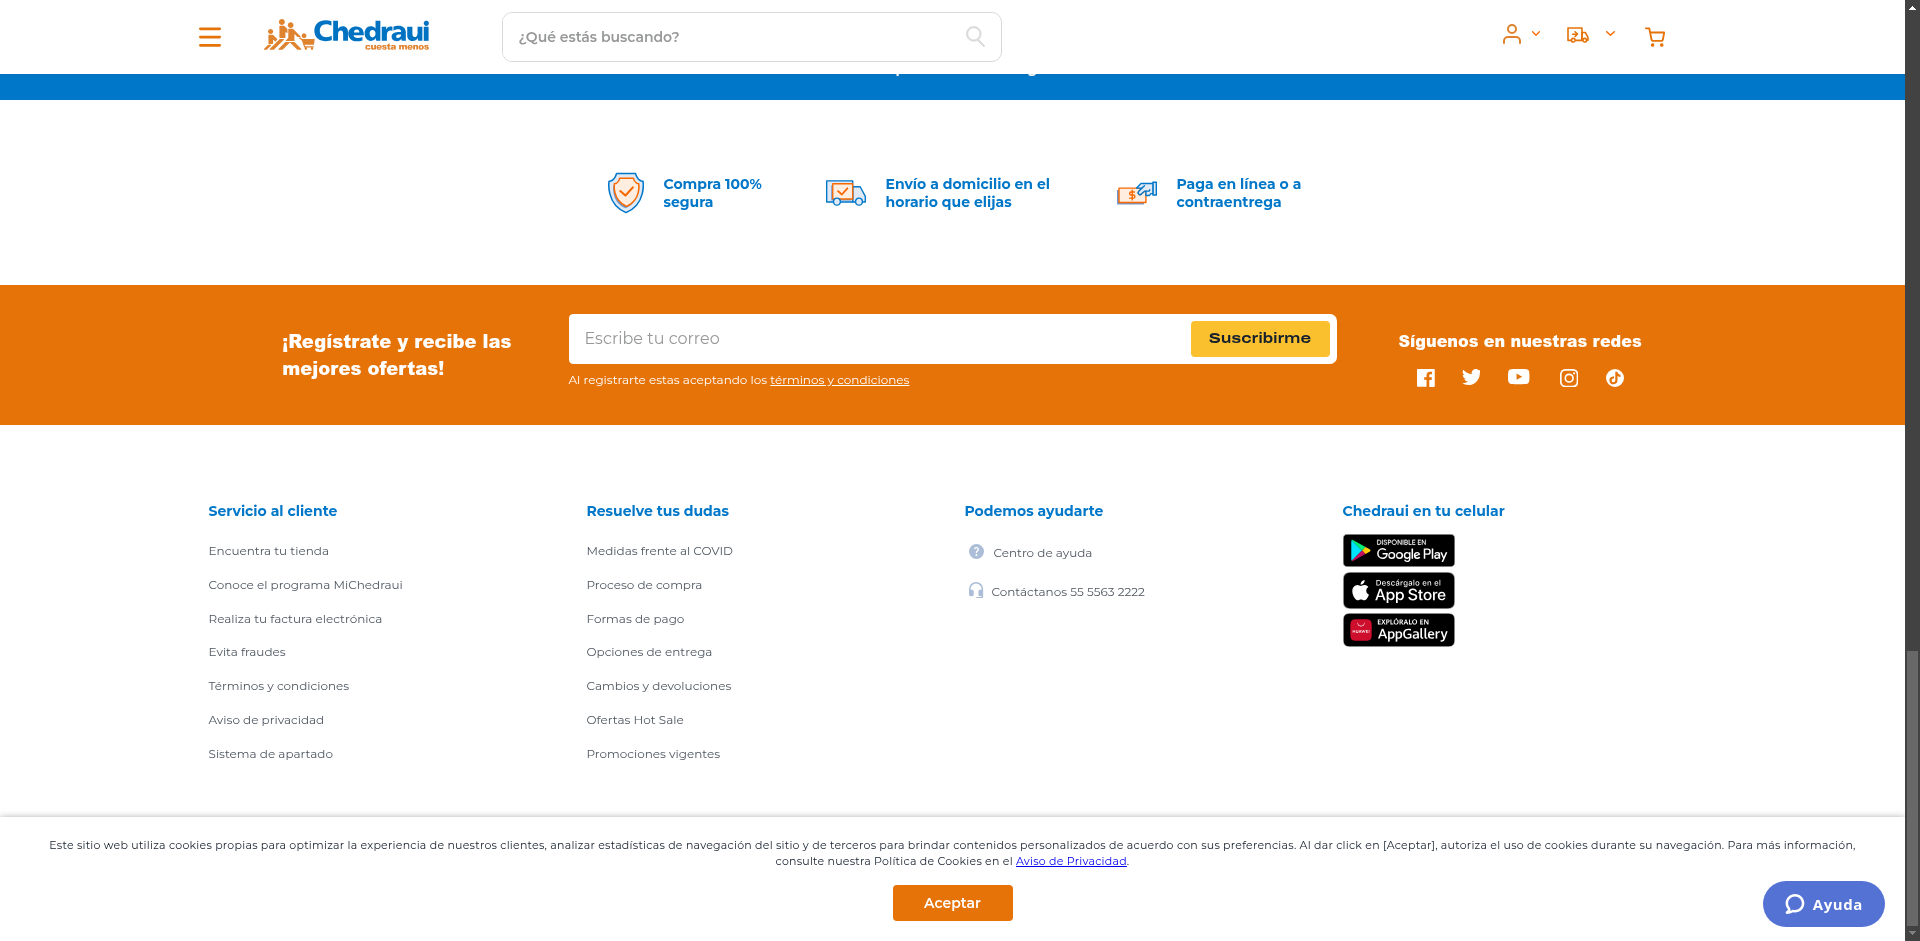 Chedraui
cuesta menos
¿Qué estás buscando?
Compra 100%
segura
Envío a domicilio en el
horario que elijas
Paga en línea o a
contraentrega
¡Regístrate y recibe las
mejores ofertas!
Escribe tu correo
Suscribirme
Al registrarte estas aceptando los términos y condiciones
Síguenos en nuestras redes
Servicio al cliente
Encuentra tu tienda
Conoce el programa MiChedraui
Realiza tu factura electrónica
Evita fraudes
Términos y condiciones
Aviso de privacidad
Sistema de apartado
Resuelve tus dudas
Medidas frente al COVID
Proceso de compra
Formas de pago
Opciones de entrega
Cambios y devoluciones
Ofertas Hot Sale
Promociones vigentes
Podemos ayudarte
Centro de ayuda
Contáctanos 55 5563 2222
Chedraui en tu celular
DISPONIBLE EN
Google Play
Descárgalo en el
App Store
HUAWEI
EXPLÓRALO EN
AppGallery
Este sitio web utiliza cookies propias para optimizar la experiencia de nuestros clientes, analizar estadísticas de navegación del sitio y de terceros para brindar contenidos personalizados de acuerdo con sus preferencias. Al dar click en [Aceptar], autoriza el uso de cookies durante su navegación. Para más información,
consulte nuestra Política de Cookies en el Aviso de Privacidad.
Aceptar
Ayuda